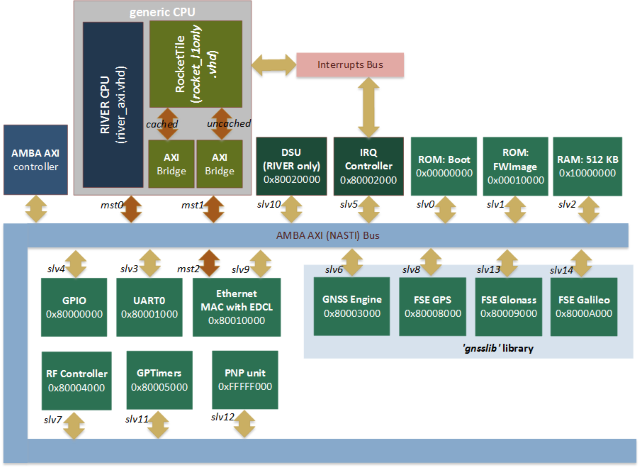 generic CPU
RIVER CPU
(river_axi.vhd)
RocketTile
(rocket_l1only
.vhd)
Interrupts Bus
cached
uncached
AMBA AXI
controller
AXI
Bridge
AXI
Bridge
DSU
(RIVER only)
0x80020000
IRQ
Controller
0x80002000
ROM: Boot
0x00000000
ROM:
FWImage
0x00010000
RAM: 512 KB
0x10000000
mst0
mst1
slv10
slv5
slv0
slv1
slv2
AMBA AXI (NASTI) Bus
slv4
slv3
mst2
slv9
slv6
slv8
slv13
slv14
GPIO
0x80000000
UART0
0x80001000
Ethernet
MAC with EDCL
0x80010000
GNSS Engine
0x80003000
FSE GPS
0x80008000
FSE Glonass
0x80009000
FSE Galileo
0x8000A000
'gnsslib' library
RF Controller
0x80004000
GPTimers
0x80005000
PNP unit
0xFFFFF000
slv7
slv11
slv12